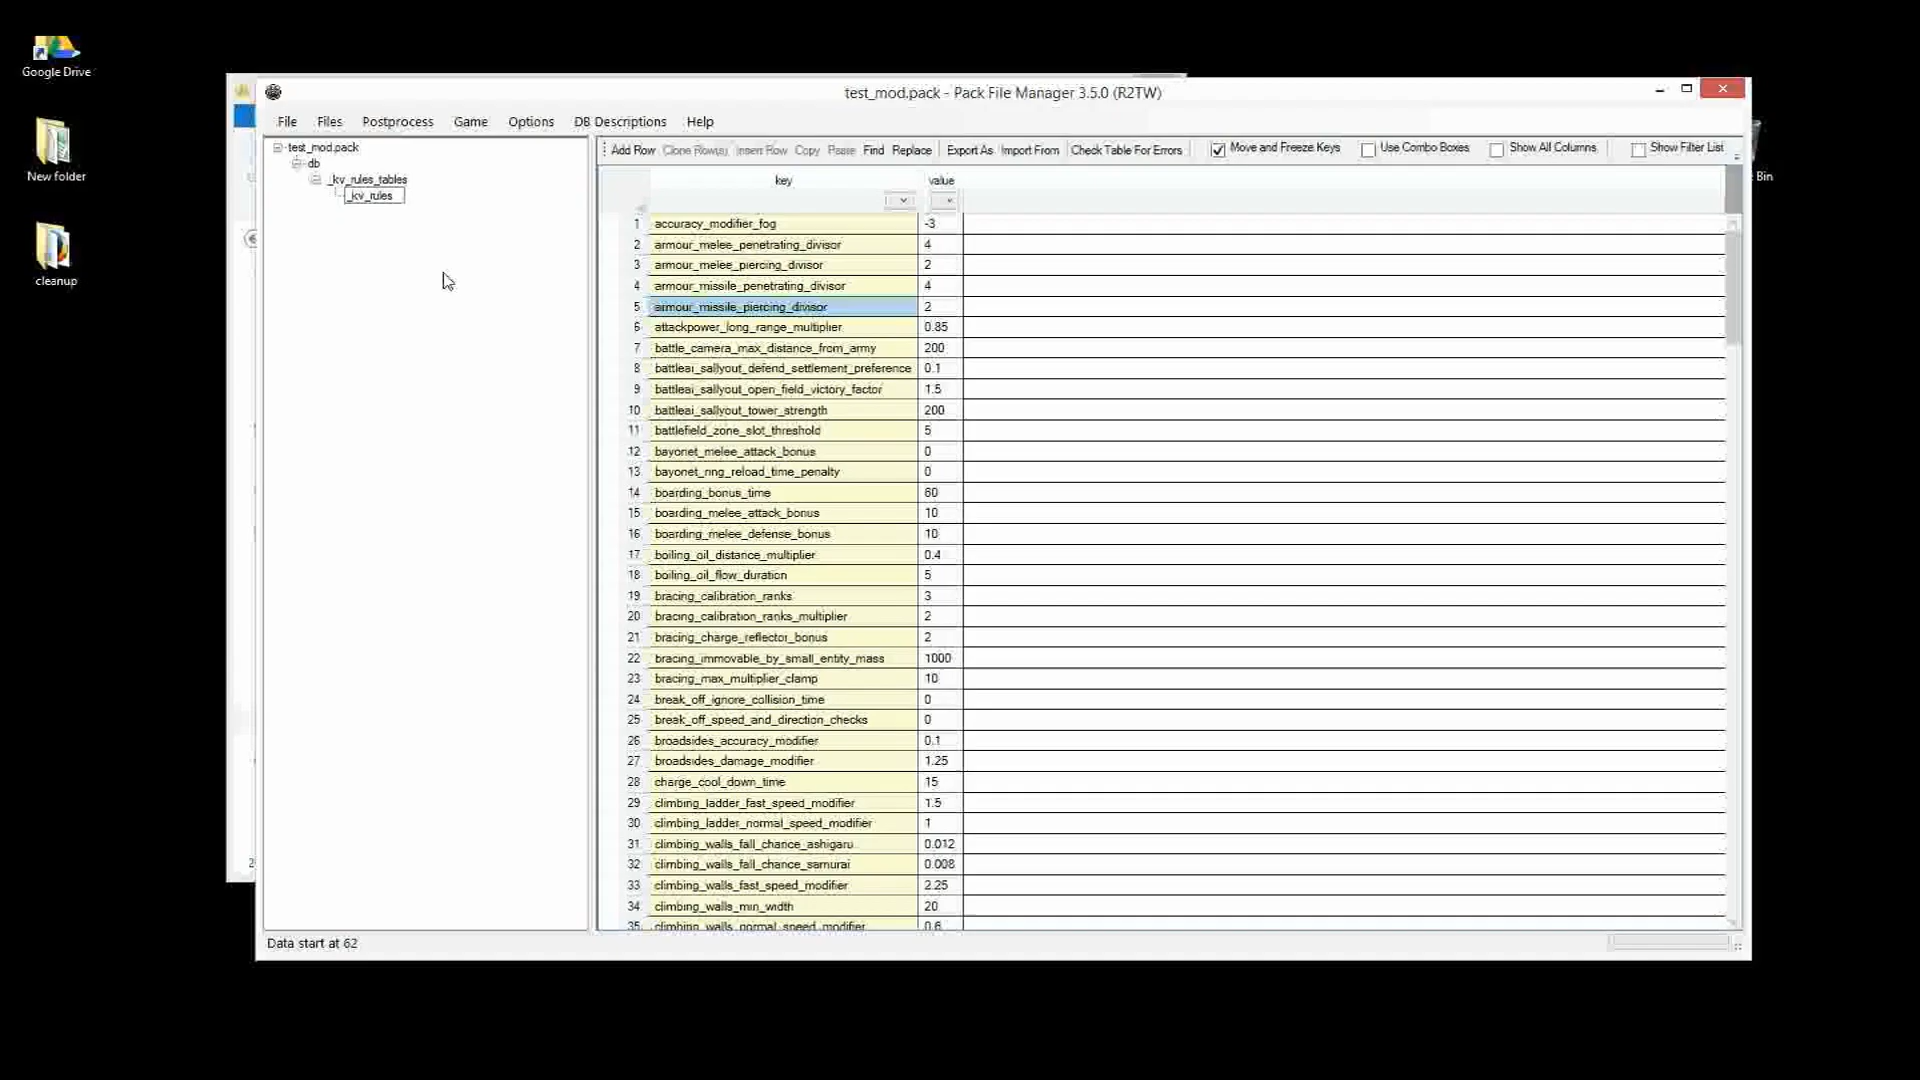 Google Drive
New folder
cleanup
Bin
test_mod.pack - Pack File Manager 3.5.0 (R2TW)
File Files Postprocess Game Options DB Descriptions Help
test_mod.pack
db
_kv_rules_tables
_kv_rules
Add Row Clone Row(s) Insert Row Copy Paste Find Replace Export As Import From Check Table For Errors Move and Freeze Keys Use Combo Boxes Show All Columns Show Filter List
key value
1 accuracy_modifier_fog -3
2 armour_melee_penetrating_divisor 4
3 armour_melee_piercing_divisor 2
4 armour_missile_penetrating_divisor 4
5 armour_missile_piercing_divisor 2
6 attackpower_long_range_multiplier 0.85
7 battle_camera_max_distance_from_army 200
8 battleai_sallyout_defend_settlement_preference 0.1
9 battleai_sallyout_open_field_victory_factor 1.5
10 battleai_sallyout_tower_strength 200
11 battlefield_zone_slot_threshold 5
12 bayonet_melee_attack_bonus 0
13 bayonet_ring_reload_time_penalty 0
14 boarding_bonus_time 60
15 boarding_melee_attack_bonus 10
16 boarding_melee_defense_bonus 10
17 boiling_oil_distance_multiplier 0.4
18 boiling_oil_flow_duration 5
19 bracing_calibration_ranks 3
20 bracing_calibration_ranks_multiplier 2
21 bracing_charge_reflector_bonus 2
22 bracing_immovable_by_small_entity_mass 1000
23 bracing_max_multiplier_clamp 10
24 break_off_ignore_collision_time 0
25 break_off_speed_and_direction_checks 0
26 broadsides_accuracy_modifier 0.1
27 broadsides_damage_modifier 1.25
28 charge_cool_down_time 15
29 climbing_ladder_fast_speed_modifier 1.5
30 climbing_ladder_normal_speed_modifier 1
31 climbing_walls_fall_chance_ashigaru 0.012
32 climbing_walls_fall_chance_samurai 0.008
33 climbing_walls_fast_speed_modifier 2.25
34 climbing_walls_min_width 20
35 climbing_walls_normal_speed_modifier 0.6
Data start at 62